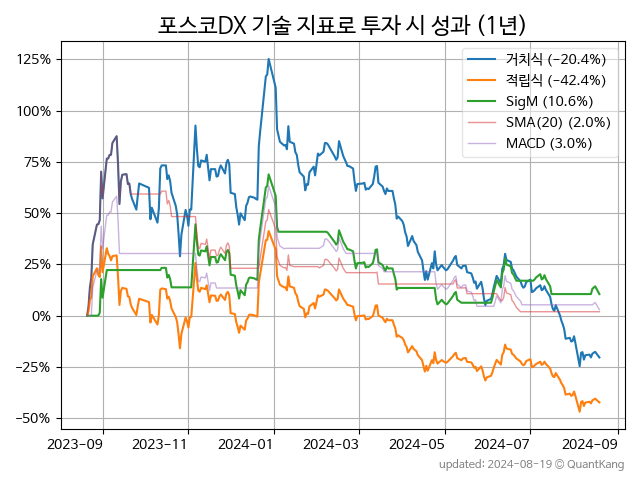 포스코DX 기술 지표로 투자 시 성과 (1년)
125%
100%
75%
50%
25%
0%
−25%
−50%
거치식 (−20.4%)
적립식 (−42.4%)
SigM (10.6%)
SMA(20) (2.0%)
MACD (3.0%)
2023-09
2023-11
2024-01
2024-03
2024-05
2024-07
2024-09
updated: 2024-08-19 © QuantKang